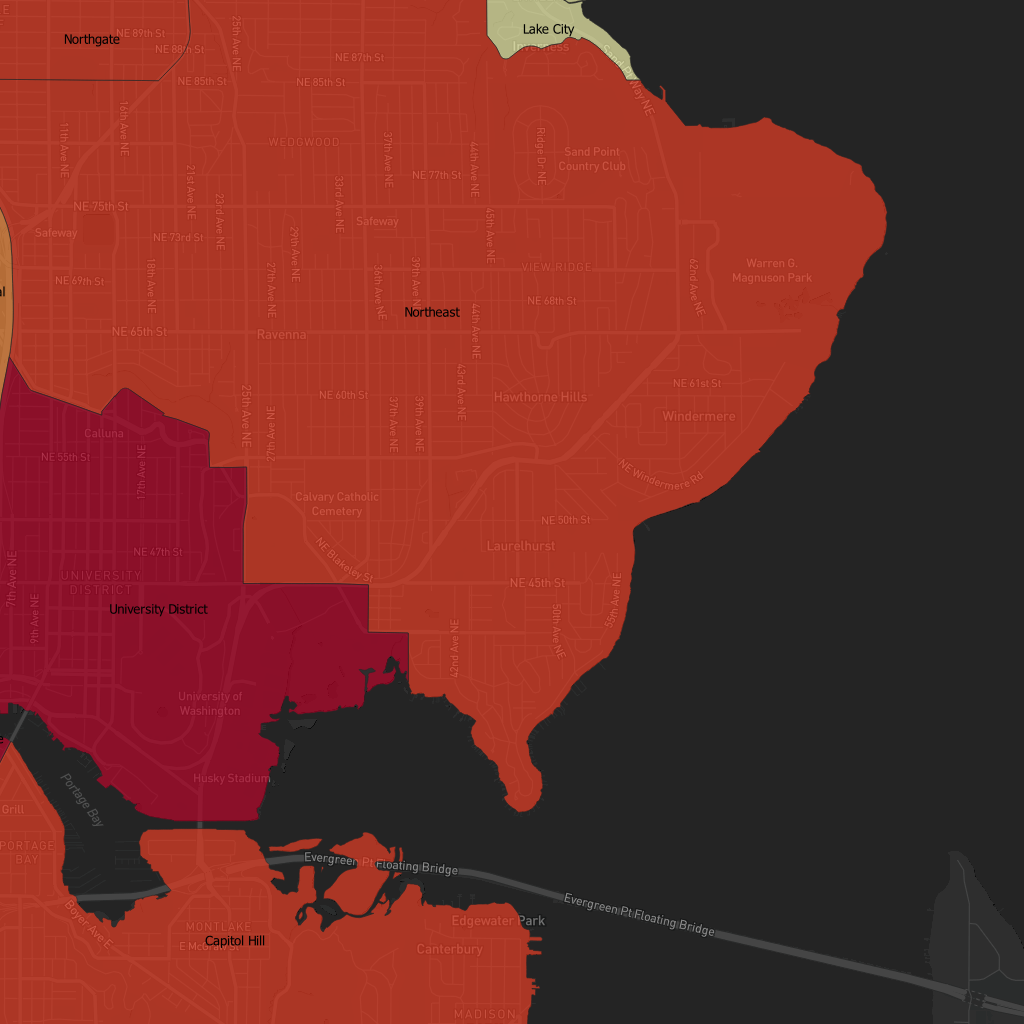 NE 89th St
Northgate
NE 88th St
25th Ave NE
NE 87th St
Lake City
Inverness
NE 85th St
NE 85th St
Sand Pt Way NE
16th Ave NE
11th Ave NE
WEDGWOOD
37th Ave NE
44th Ave NE
Ridge Dr NE
Sand Point
Country Club
21st Ave NE
33rd Ave NE
NE 77th St
NE 75th St
23rd Ave NE
Safeway
45th Ave NE
Safeway
NE 73rd St
29th Ave NE
18th Ave NE
NE 69th St
27th Ave NE
36th Ave NE
39th Ave NE
VIEW RIDGE
62nd Ave NE
Warren G.
Magnuson Park
NE 68th St
Northeast
44th Ave NE
NE 65th St
Ravenna
43rd Ave NE
NE 61st St
NE 60th St
Hawthorne Hills
25th Ave NE
27th Ave NE
37th Ave NE
39th Ave NE
Windermere
Calluna
NE 55th St
17th Ave NE
NE Windermere Rd
Calvary Catholic
Cemetery
NE 50th St
Laurelhurst
NE 47th St
NE Blakeley St
7th Ave NE
UNIVERSITY
DISTRICT
NE 45th St
55th Ave NE
9th Ave NE
University District
50th Ave NE
42nd Ave NE
University of
Washington
Husky Stadium
Portage Bay
Grill
PORTAGE
BAY
Evergreen Pt Floating Bridge
Evergreen Pt Floating Bridge
Boyer Ave E
MONTLAKE
Edgewater Park
Capitol Hill
Canterbury
MADISON